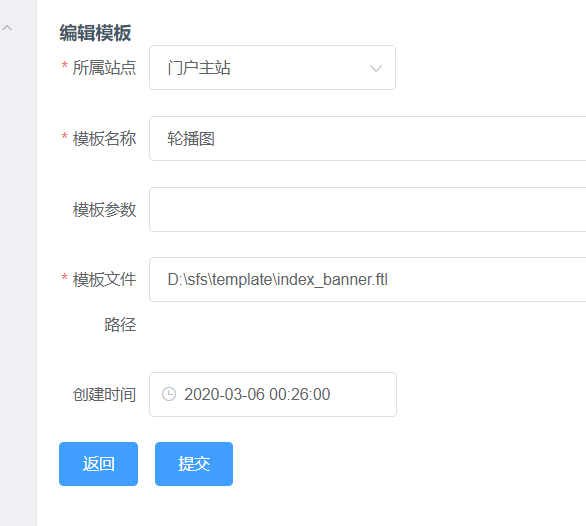 编辑模板
* 所属站点 门户主站
* 模板名称 轮播图
模板参数
* 模板文件 D:\sfs\template\index_banner.ftl
路径
创建时间 2020-03-06 00:26:00
返回 提交